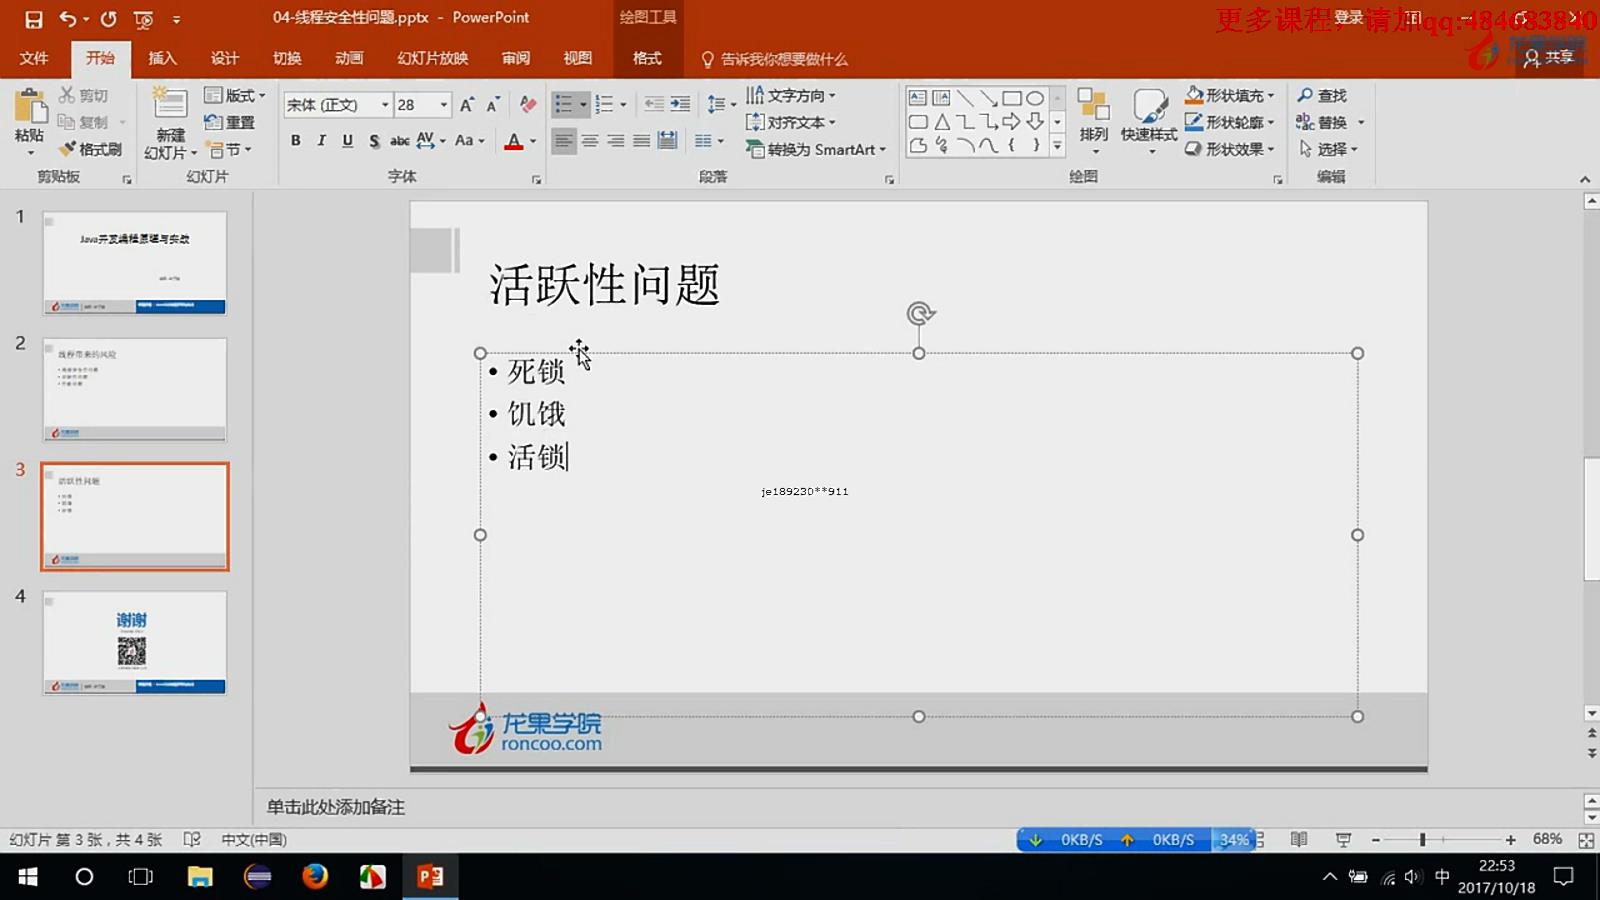 04-线程安全性问题.pptx - PowerPoint
绘图工具
登录
更多课程，请加qq:484683840
文件 开始 插入 设计 切换 动画 幻灯片放映 审阅 视图 格式 告诉我你想要做什么
龙果学院
共享
粘贴
剪切
复制
格式刷
剪贴板
新建
幻灯片
版式
重置
节
幻灯片
宋体 (正文) 28
B I U S abc AV Aa A
字体
文字方向
对齐文本
转换为 SmartArt
段落
排列
快速样式
形状填充
形状轮廓
形状效果
绘图
查找
替换
选择
编辑
1
Java并发编程原理与实战
2
线程带来的风险
3
活跃性问题
4
谢谢
活跃性问题
• 死锁
• 饥饿
• 活锁
je189230**911
龙果学院
roncoo.com
单击此处添加备注
幻灯片 第 3 张，共 4 张
中文(中国)
0KB/S
0KB/S
34%
68%
中
22:53
2017/10/18